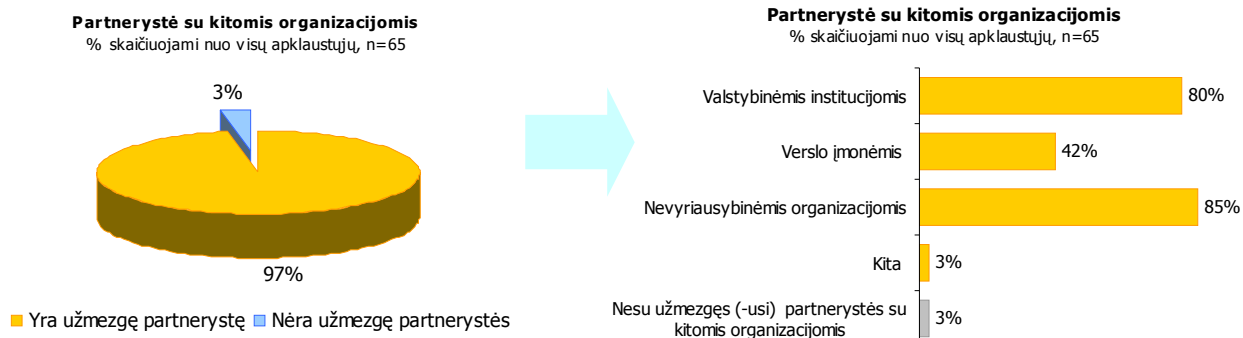 Partnerystė su kitomis organizacijomis
% skaičiuojami nuo visų apklaustųjų, n=65
3%
97%
Yra užmezgę partnerystę
Nėra užmezgę partnerystės
Partnerystė su kitomis organizacijomis
% skaičiuojami nuo visų apklaustųjų, n=65
Valstybinėmis institucijomis
80%
Verslo įmonėmis
42%
Nevyriausybinėmis organizacijomis
85%
Kita
3%
Nesu užmezgęs (-usi) partnerystės su
kitomis organizacijomis
3%